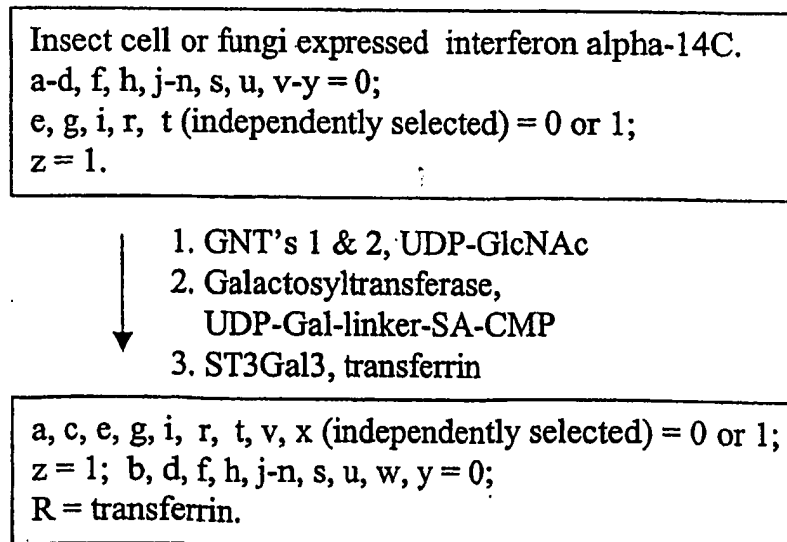 Insect cell or fungi expressed interferon alpha-14C.
a-d, f, h, j-n, s, u, v-y = 0;
e, g, i, r, t (independently selected) = 0 or 1;
z = 1.
1. GNT's 1 & 2, UDP-GlcNAc
2. Galactosyltransferase,
UDP-Gal-linker-SA-CMP
3. ST3Gal3, transferrin
a, c, e, g, i, r, t, v, x (independently selected) = 0 or 1;
z = 1; b, d, f, h, j-n, s, u, w, y = 0;
R = transferrin.